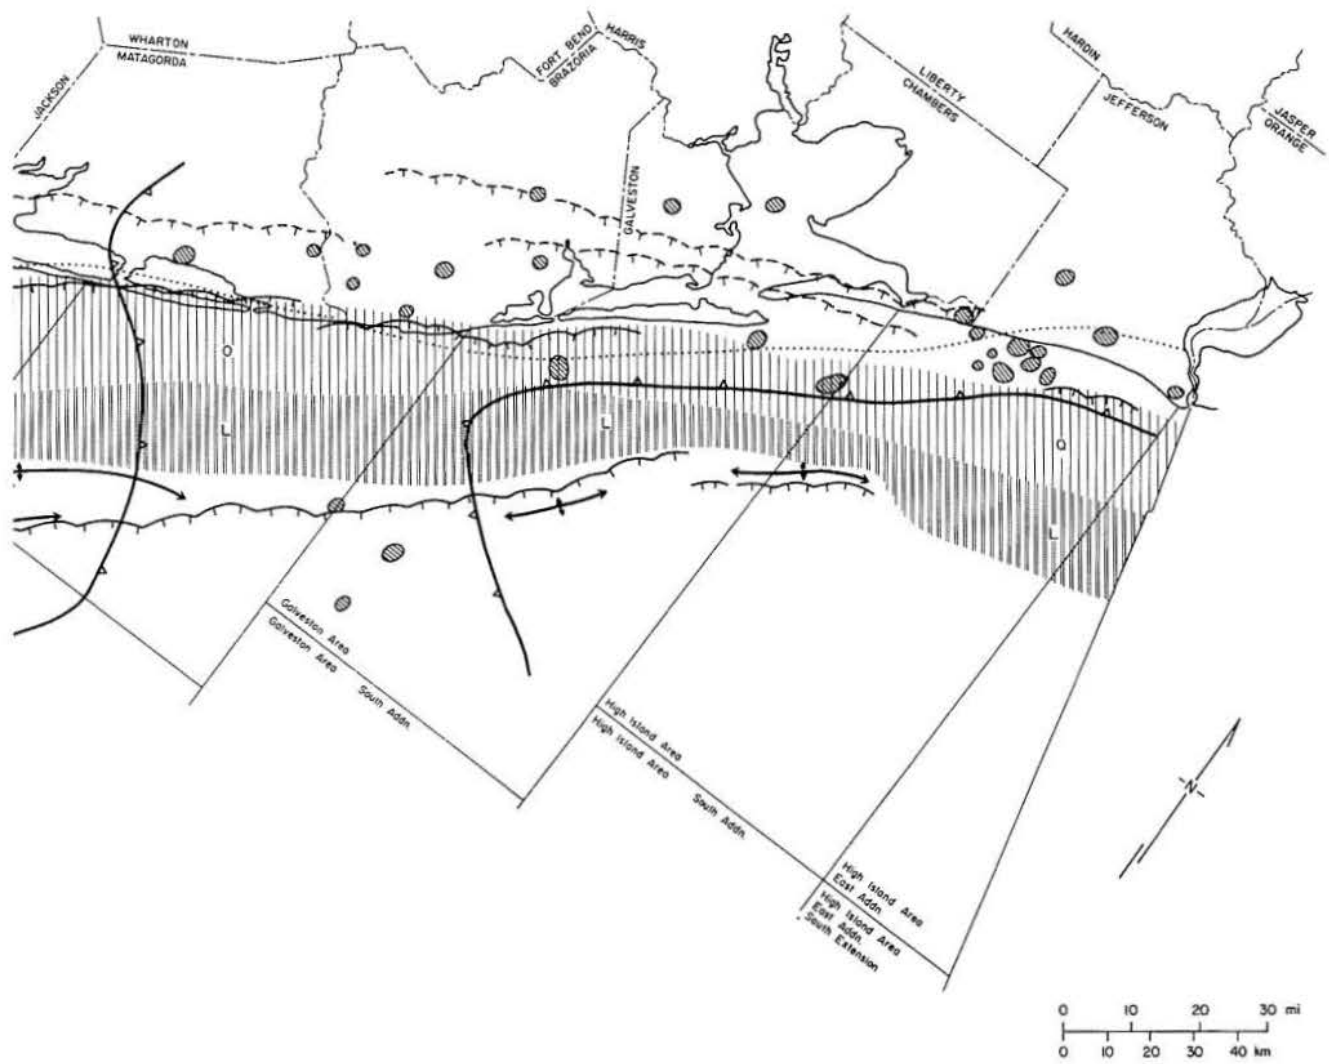 WHARTON
MATAGORDA
JACKSON
FORT BEND
BRAZORIA
HARRIS
LIBERTY
CHAMBERS
HARDIN
JEFFERSON
JASPER
ORANGE
GALVESTON
O
L
L
O
L
Galveston Area
Galveston Area South Addn.
High Island Area
High Island Area South Addn.
High Island Area
East Addn.
High Island Area
East Addn.
South Extension
-N-
0 10 20 30 mi
0 10 20 30 40 km